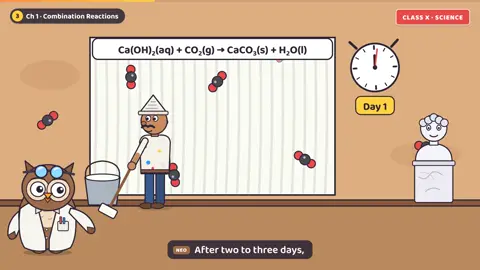 3 Ch 1 · Combination Reactions
CLASS X · SCIENCE
Ca(OH)₂(aq) + CO₂(g) → CaCO₃(s) + H₂O(l)
Day 1
NEO After two to three days,